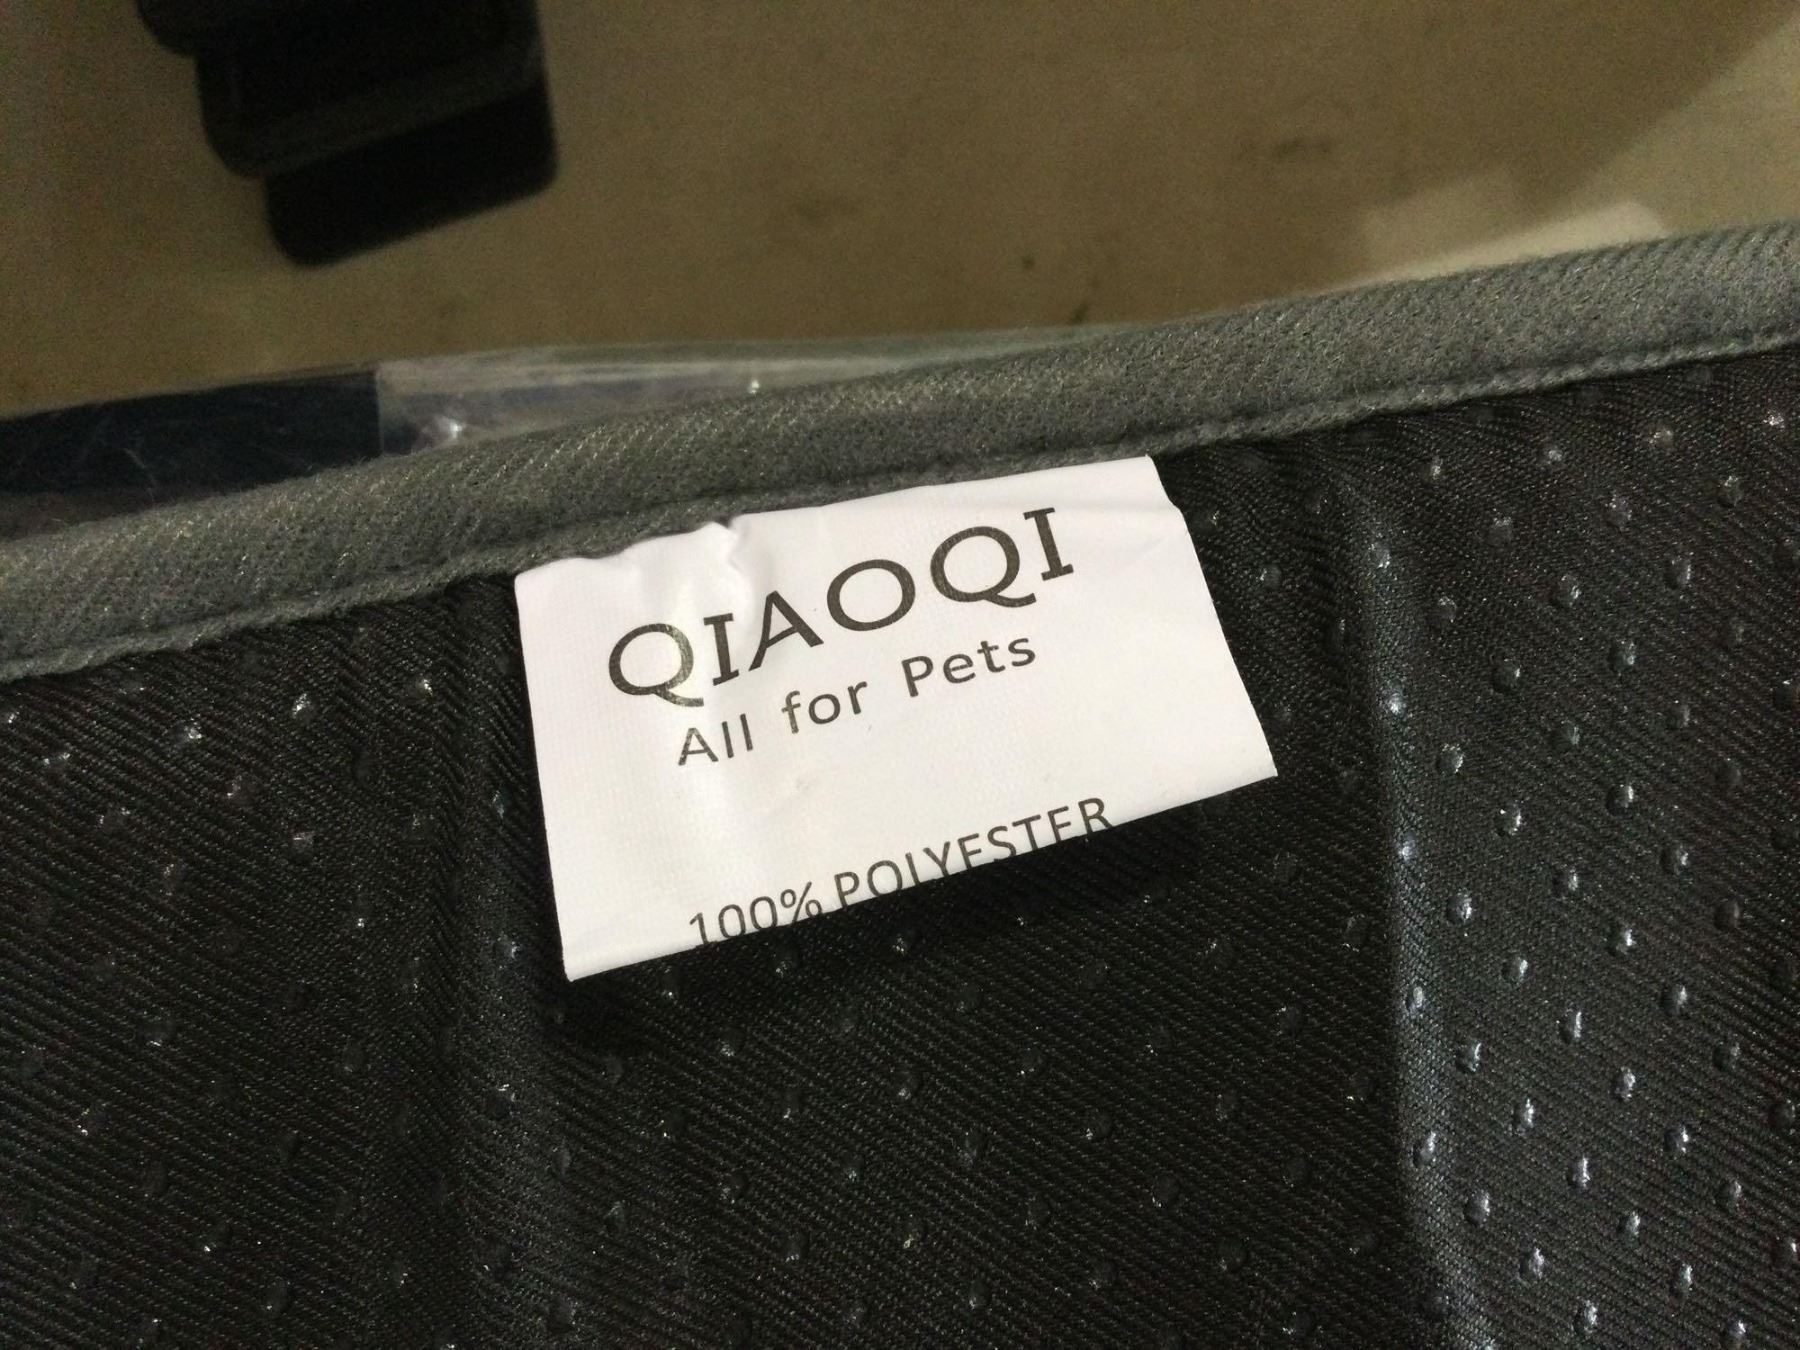 QIAOQI
All for Pets
100% POLYESTER